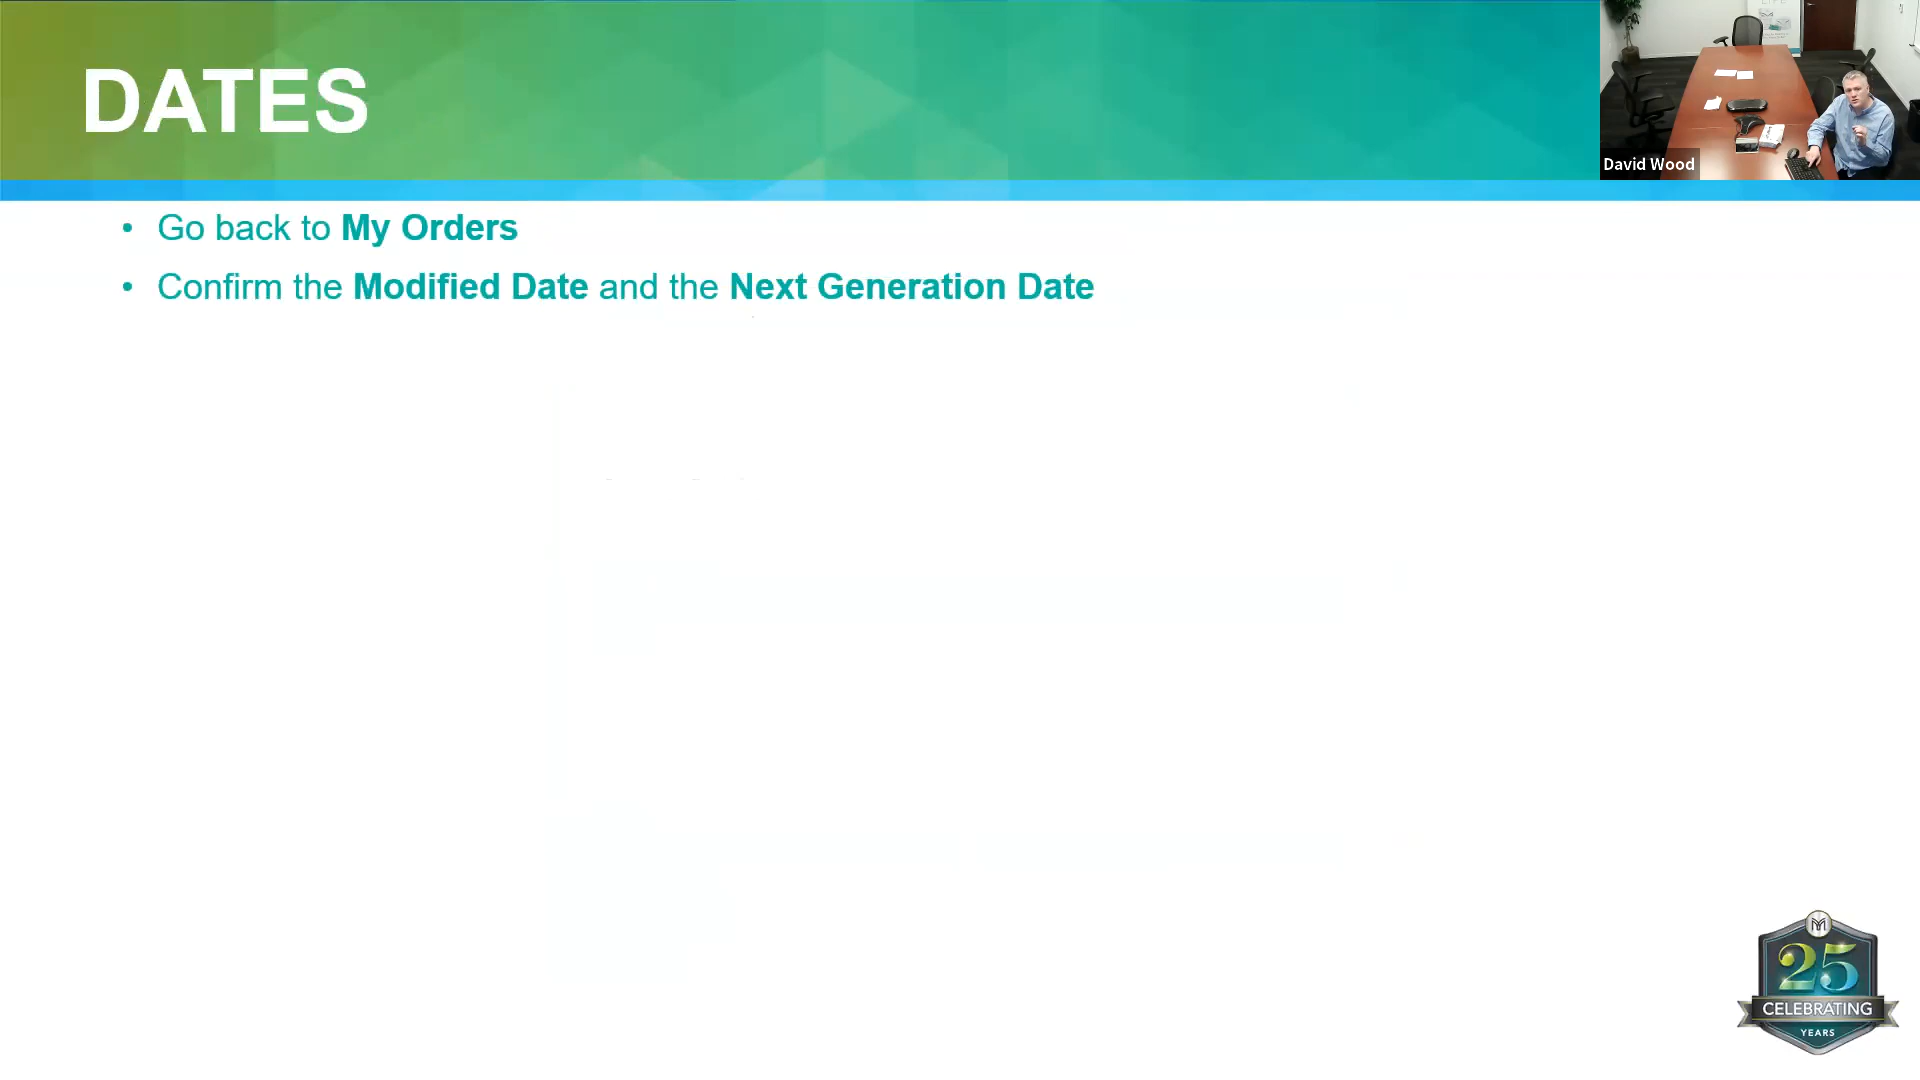 DATES
David Wood
• Go back to My Orders
• Confirm the Modified Date and the Next Generation Date
25
CELEBRATING
YEARS